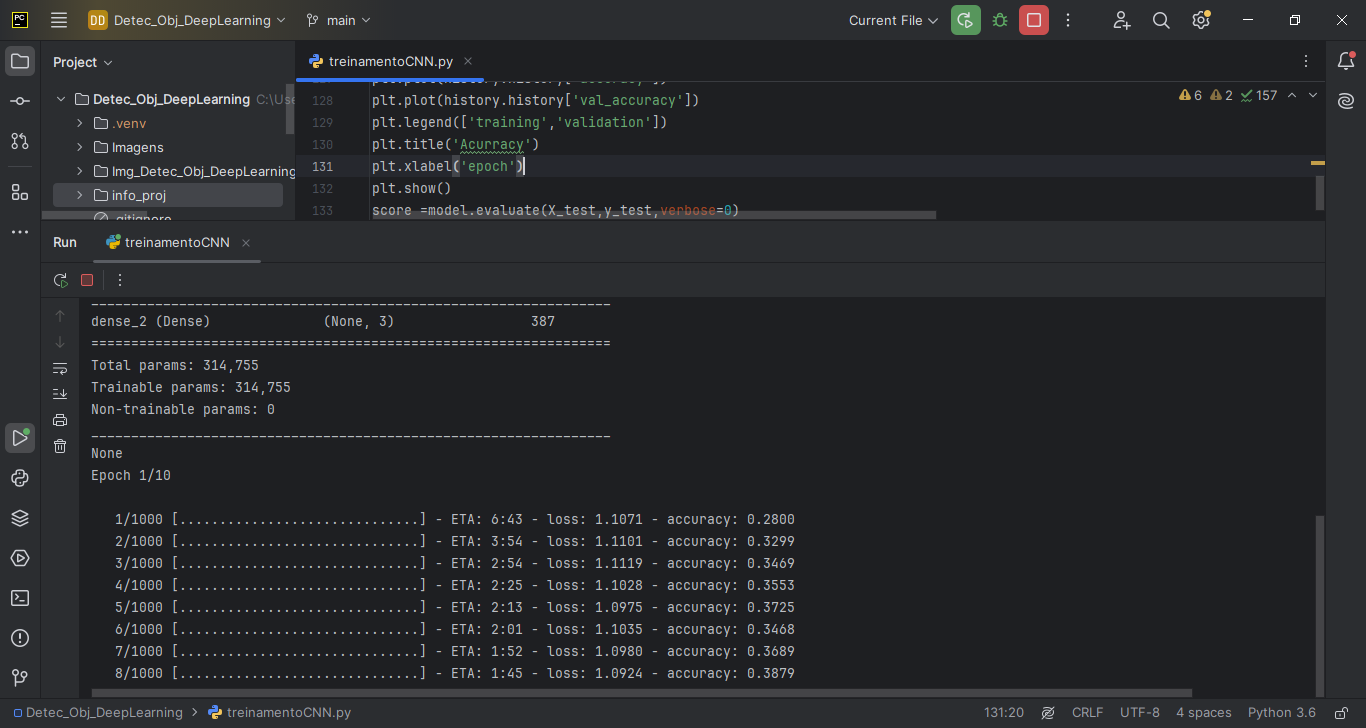 PC
DD Detec_Obj_DeepLearning main Current File
Project
treinamentoCNN.py
Detec_Obj_DeepLearning C:\Use
.venv
Imagens
Img_Detec_Obj_DeepLearning
info_proj
.gitignore
128 plt.plot(history.history['val_accuracy'])
129 plt.legend(['training','validation'])
130 plt.title('Acurracy')
131 plt.xlabel('epoch')
132 plt.show()
133 score =model.evaluate(X_test,y_test,verbose=0)
6 2 157
Run treinamentoCNN
_________________________________________________________________
dense_2 (Dense) (None, 3) 387
=================================================================
Total params: 314,755
Trainable params: 314,755
Non-trainable params: 0
_________________________________________________________________
None
Epoch 1/10
1/1000 [..............................] - ETA: 6:43 - loss: 1.1071 - accuracy: 0.2800
2/1000 [..............................] - ETA: 3:54 - loss: 1.1101 - accuracy: 0.3299
3/1000 [..............................] - ETA: 2:54 - loss: 1.1119 - accuracy: 0.3469
4/1000 [..............................] - ETA: 2:25 - loss: 1.1028 - accuracy: 0.3553
5/1000 [..............................] - ETA: 2:13 - loss: 1.0975 - accuracy: 0.3725
6/1000 [..............................] - ETA: 2:01 - loss: 1.1035 - accuracy: 0.3468
7/1000 [..............................] - ETA: 1:52 - loss: 1.0980 - accuracy: 0.3689
8/1000 [..............................] - ETA: 1:45 - loss: 1.0924 - accuracy: 0.3879
Detec_Obj_DeepLearning > treinamentoCNN.py 131:20 CRLF UTF-8 4 spaces Python 3.6